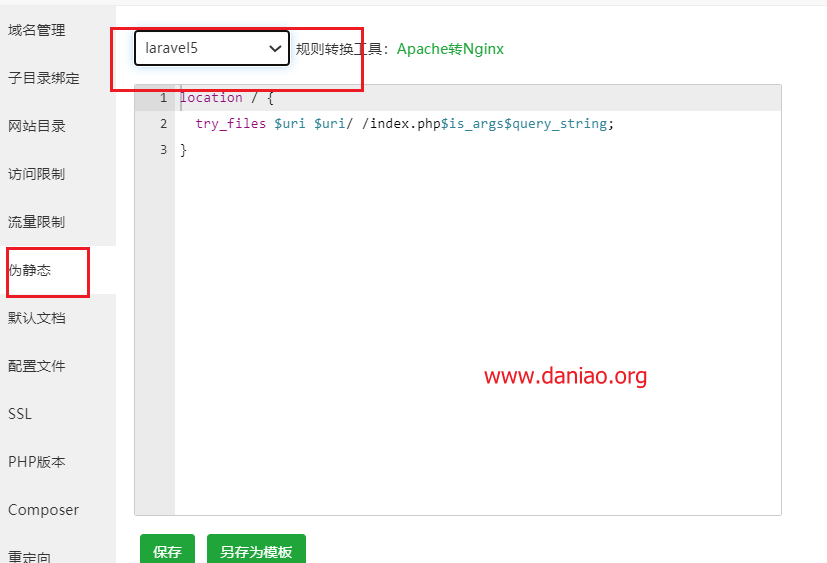 域名管理
子目录绑定
网站目录
访问限制
流量限制
伪静态
默认文档
配置文件
SSL
PHP版本
Composer
重定向
laravel5 规则转换工具：Apache转Nginx
1 location / {
2 try_files $uri $uri/ /index.php$is_args$query_string;
3 }
www.daniao.org
保存 另存为模板